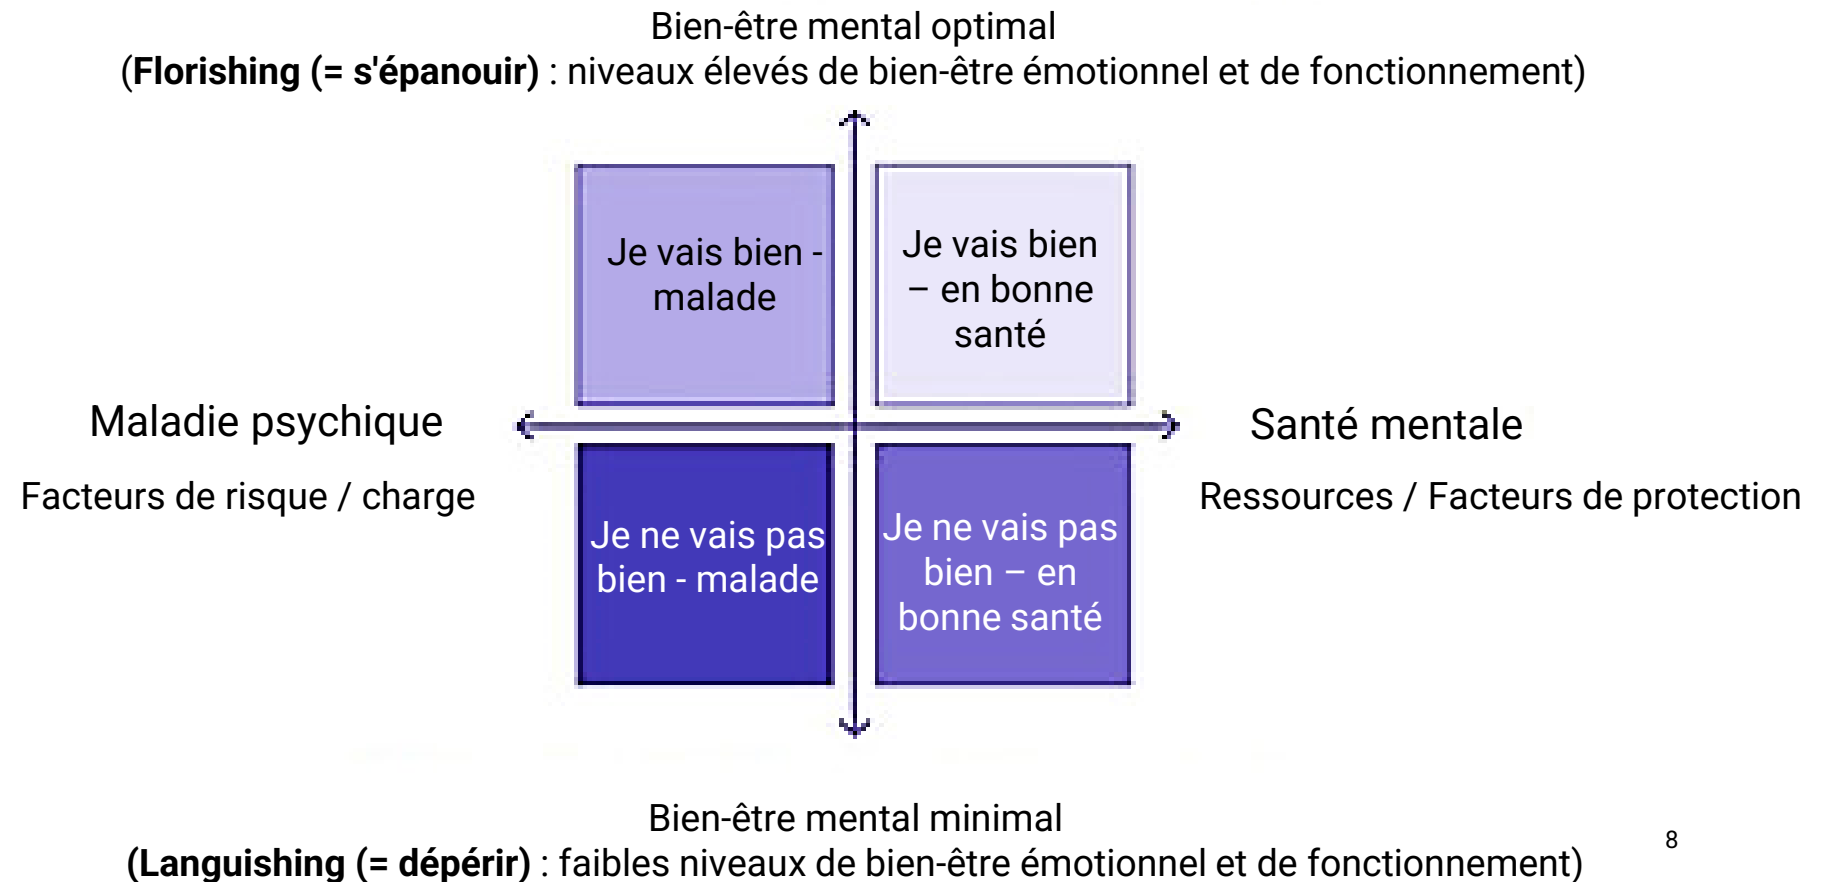 Bien-être mental optimal
(Florishing (= s'épanouir) : niveaux élevés de bien-être émotionnel et de fonctionnement)
Je vais bien -
malade
Je vais bien
– en bonne
santé
Maladie psychique
Santé mentale
Facteurs de risque / charge
Ressources / Facteurs de protection
Je ne vais pas
bien - malade
Je ne vais pas
bien – en
bonne santé
Bien-être mental minimal
(Languishing (= dépérir) : faibles niveaux de bien-être émotionnel et de fonctionnement)
8